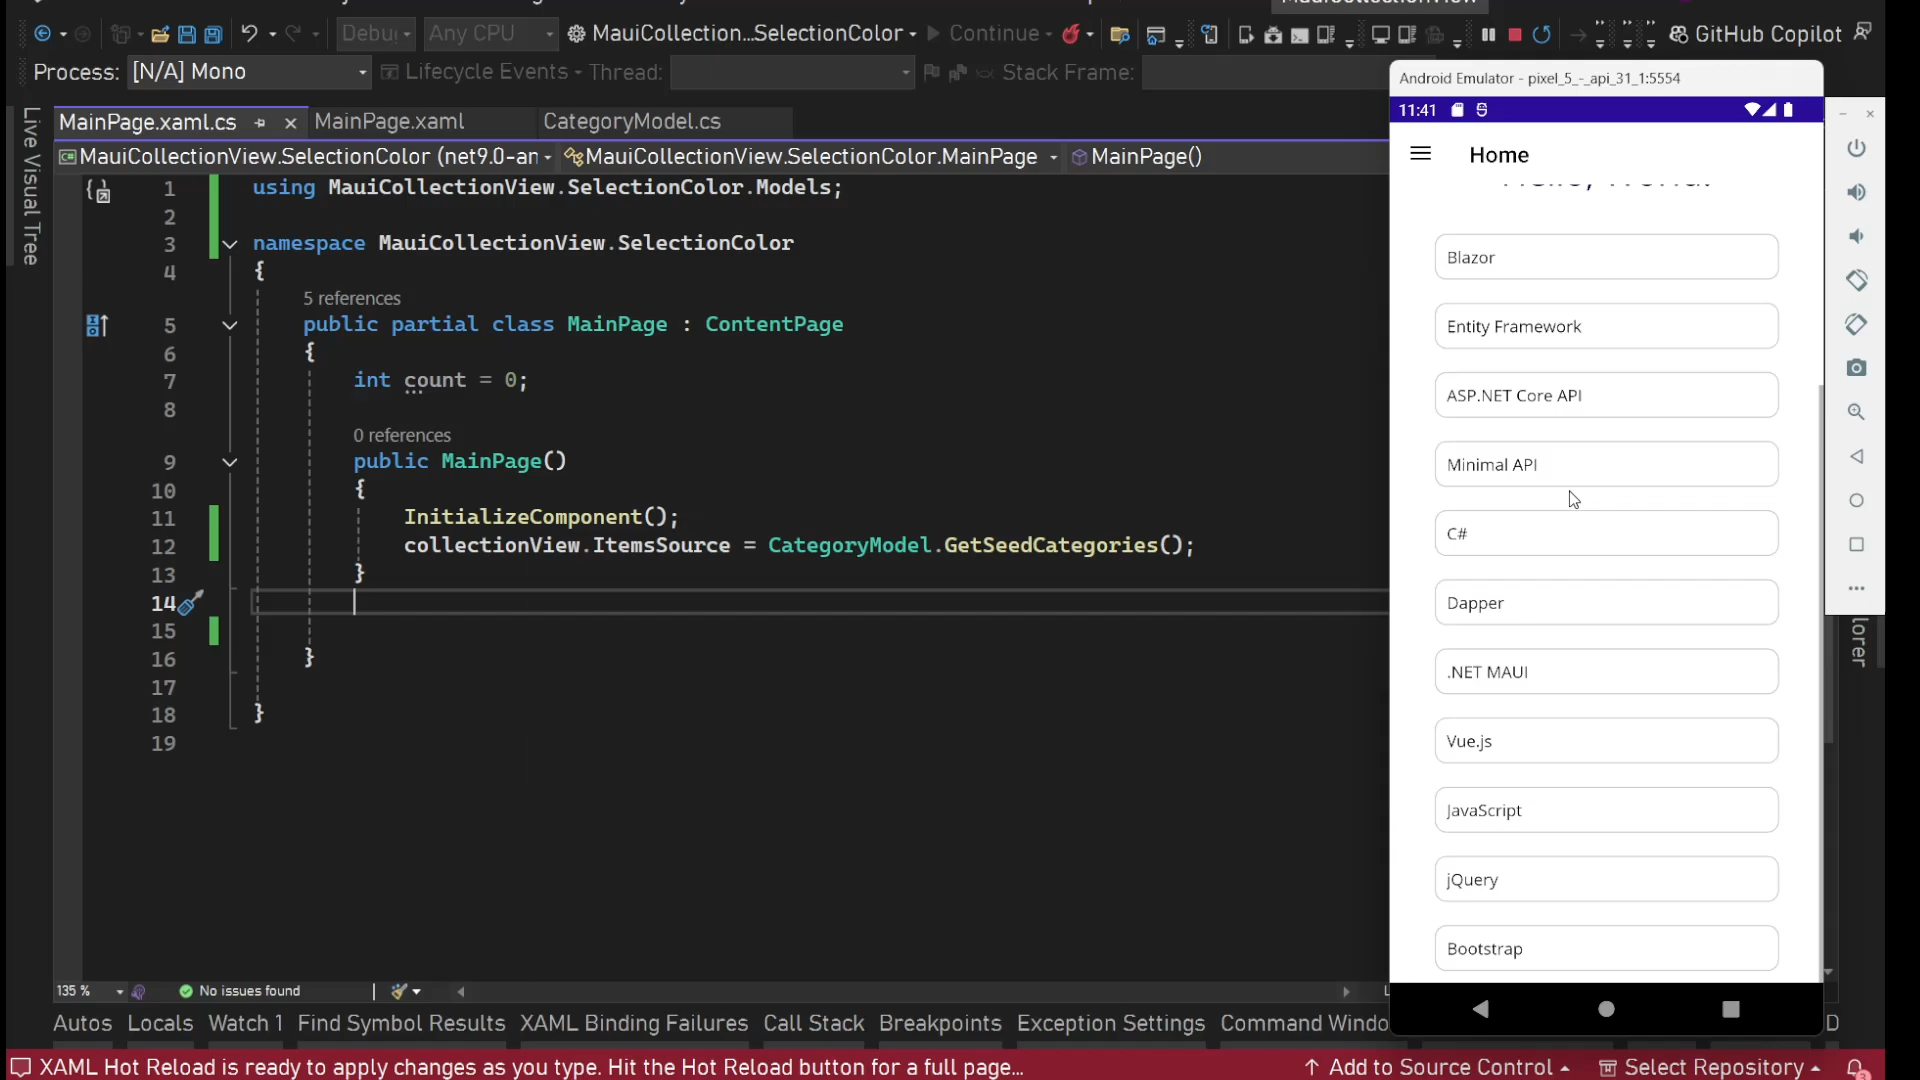 Debug
Any CPU
MauiCollection...SelectionColor
Continue
GitHub Copilot
Process:
[N/A] Mono
Lifecycle Events
Thread:
Stack Frame:
Live Visual Tree
MainPage.xaml.cs
MainPage.xaml
CategoryModel.cs
MauiCollectionView.SelectionColor (net9.0-an
MauiCollectionView.SelectionColor.MainPage
MainPage()
1 using MauiCollectionView.SelectionColor.Models;
2
3 namespace MauiCollectionView.SelectionColor
4 {
5 references
5 public partial class MainPage : ContentPage
6 {
7 int count = 0;
8
0 references
9 public MainPage()
10 {
11 InitializeComponent();
12 collectionView.ItemsSource = CategoryModel.GetSeedCategories();
13 }
14
15
16 }
17
18 }
19
135 %
No issues found
Autos
Locals
Watch 1
Find Symbol Results
XAML Binding Failures
Call Stack
Breakpoints
Exception Settings
Command Windo
XAML Hot Reload is ready to apply changes as you type. Hit the Hot Reload button for a full page...
Add to Source Control
Select Repository
Android Emulator - pixel_5_-_api_31_1:5554
11:41
Home
Hello, World!
Blazor
Entity Framework
ASP.NET Core API
Minimal API
C#
Dapper
.NET MAUI
Vue.js
JavaScript
jQuery
Bootstrap
lorer